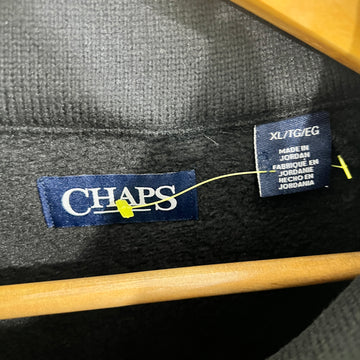 CHAPS
XL/TG/EG
MADE IN
JORDAN
FABRIQUÉ EN
JORDANIE
HECHO EN
JORDANIA